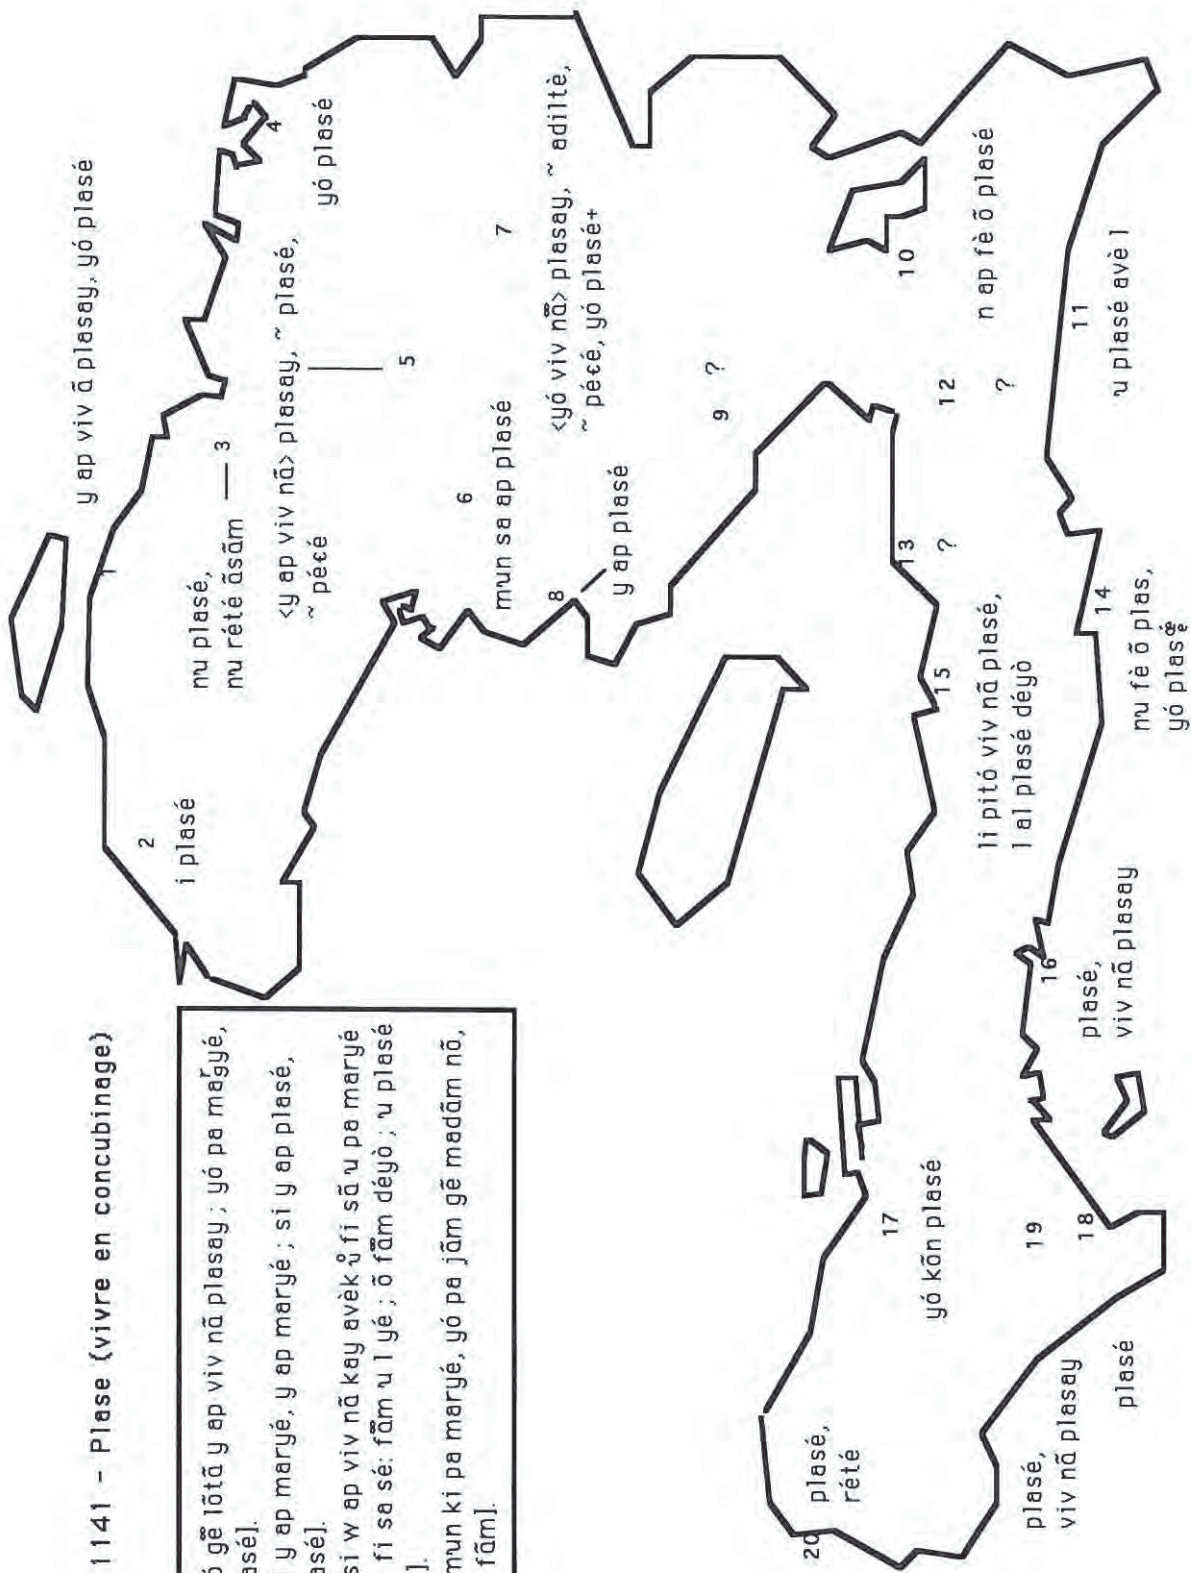 1141 – Plase (vivre en concubinage)
ó gẽ lõtã y ap viv nã plasay ; yó pa maryé,
asé].
y ap maryé, y ap maryé ; si y ap plasé,
asé].
si w ap viv nã kay avèk ů fi sã u pa maryé
fi sa sé: fãm u l yé ; õ fãm déyò ; u plasé
].
mun ki pa maryé, yó pa jãm gẽ madãm nõ,
fãm].
y ap viv ã plasay, yó plasé
1
2
i plasé
nu plasé,
nu rété ãsãm
3
4
yó plasé
<y ap viv nã> plasay, ~ plasé,
~ péɛé
5
6
mun sa ap plasé
7
<yó viv nã> plasay, ~ adiltè,
~ péɛé, yó plasé+
8
y ap plasé
9 ?
10
n ap fè õ plasé
11
u plasé avè l
12
?
13
?
14
nu fè õ plas,
yó plasé
15
li pitó viv nã plasé,
l al plasé déyò
16
plasé,
viv nã plasay
17
yó kõn plasé
18
plasé
19
plasé,
viv nã plasay
20
plasé,
rété